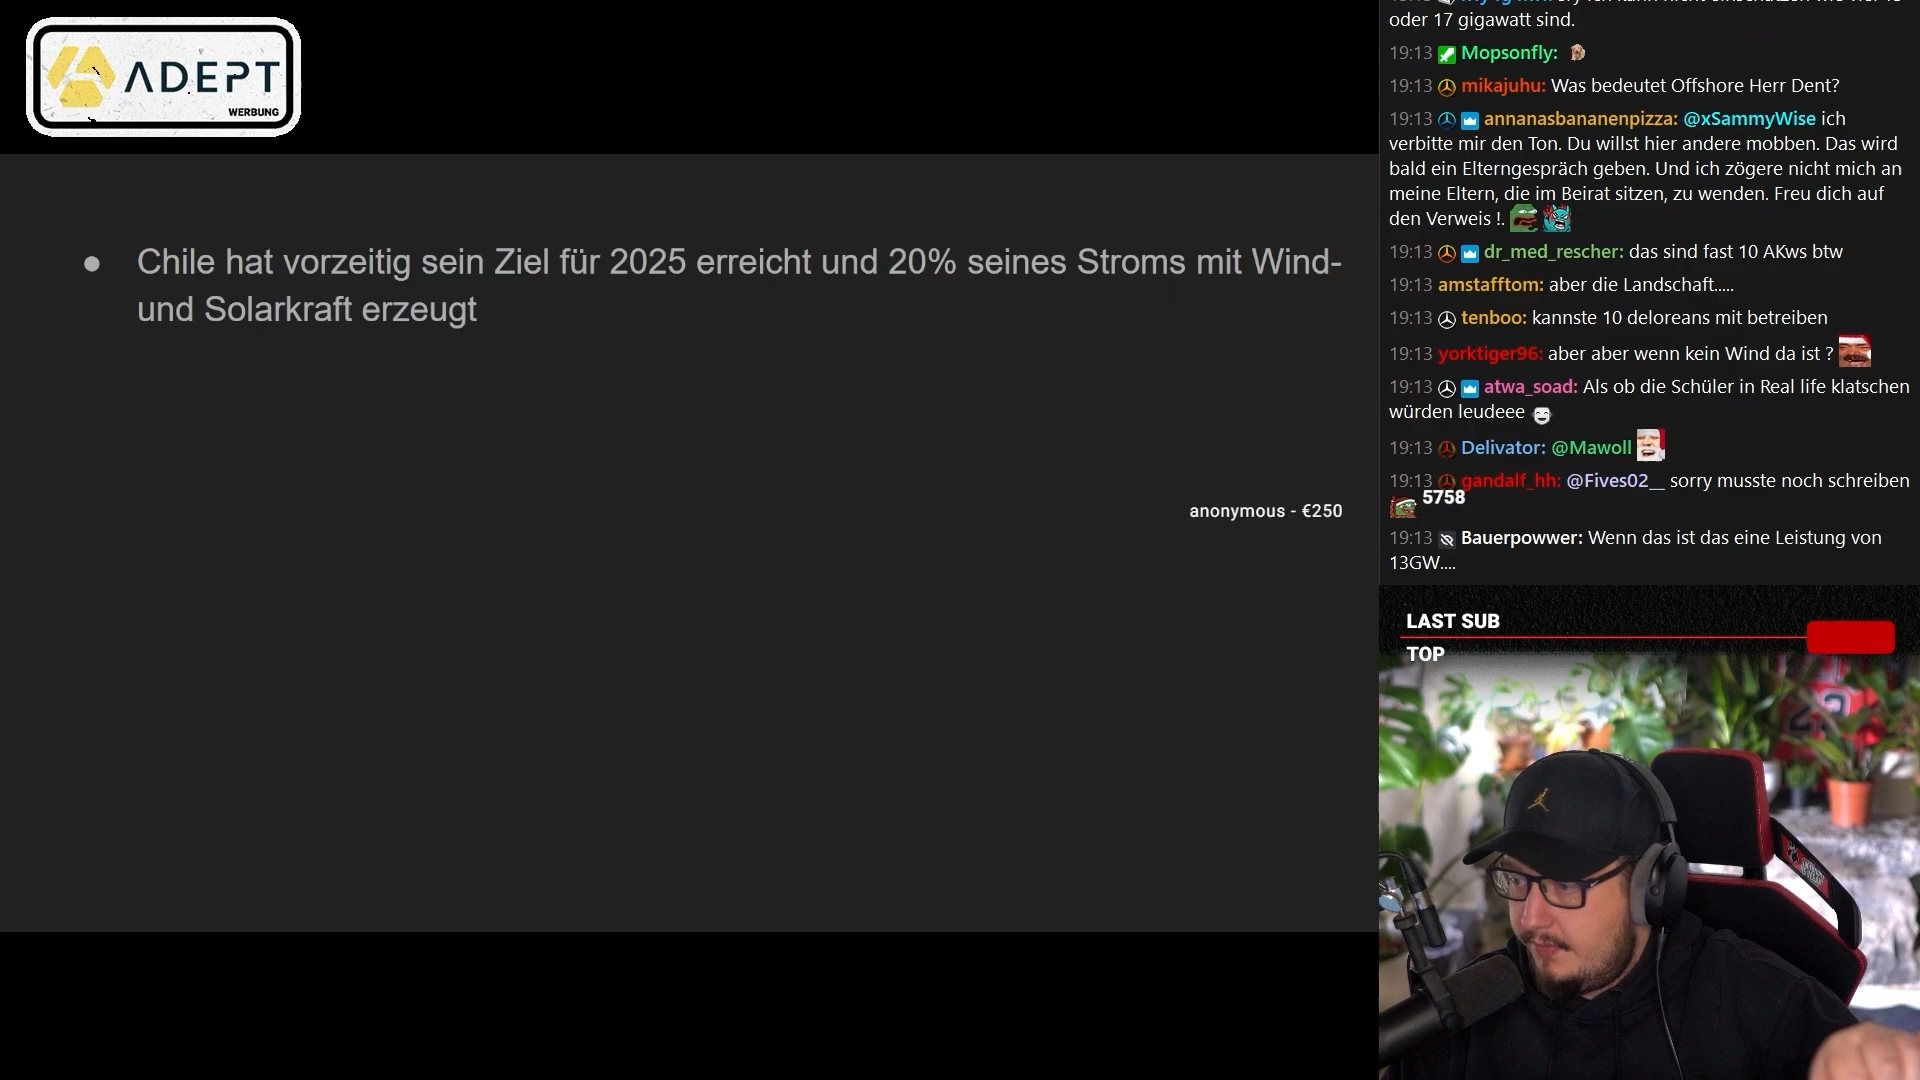 ADEPT
WERBUNG
● Chile hat vorzeitig sein Ziel für 2025 erreicht und 20% seines Stroms mit Wind-
und Solarkraft erzeugt
anonymous - €250
oder 17 gigawatt sind.
19:13 Mopsonfly:
19:13 mikajuhu: Was bedeutet Offshore Herr Dent?
19:13 annanasbananenpizza: @xSammyWise ich
verbitte mir den Ton. Du willst hier andere mobben. Das wird
bald ein Elterngespräch geben. Und ich zögere nicht mich an
meine Eltern, die im Beirat sitzen, zu wenden. Freu dich auf
den Verweis !.
19:13 dr_med_rescher: das sind fast 10 AKws btw
19:13 amstafftom: aber die Landschaft.....
19:13 tenboo: kannste 10 deloreans mit betreiben
19:13 yorktiger96: aber aber wenn kein Wind da ist ?
19:13 atwa_soad: Als ob die Schüler in Real life klatschen
würden leudeee
19:13 Delivator: @Mawoll
19:13 gandalf_hh: @Fives02__ sorry musste noch schreiben
5758
19:13 Bauerpowwer: Wenn das ist das eine Leistung von
13GW....
LAST SUB
TOP
23